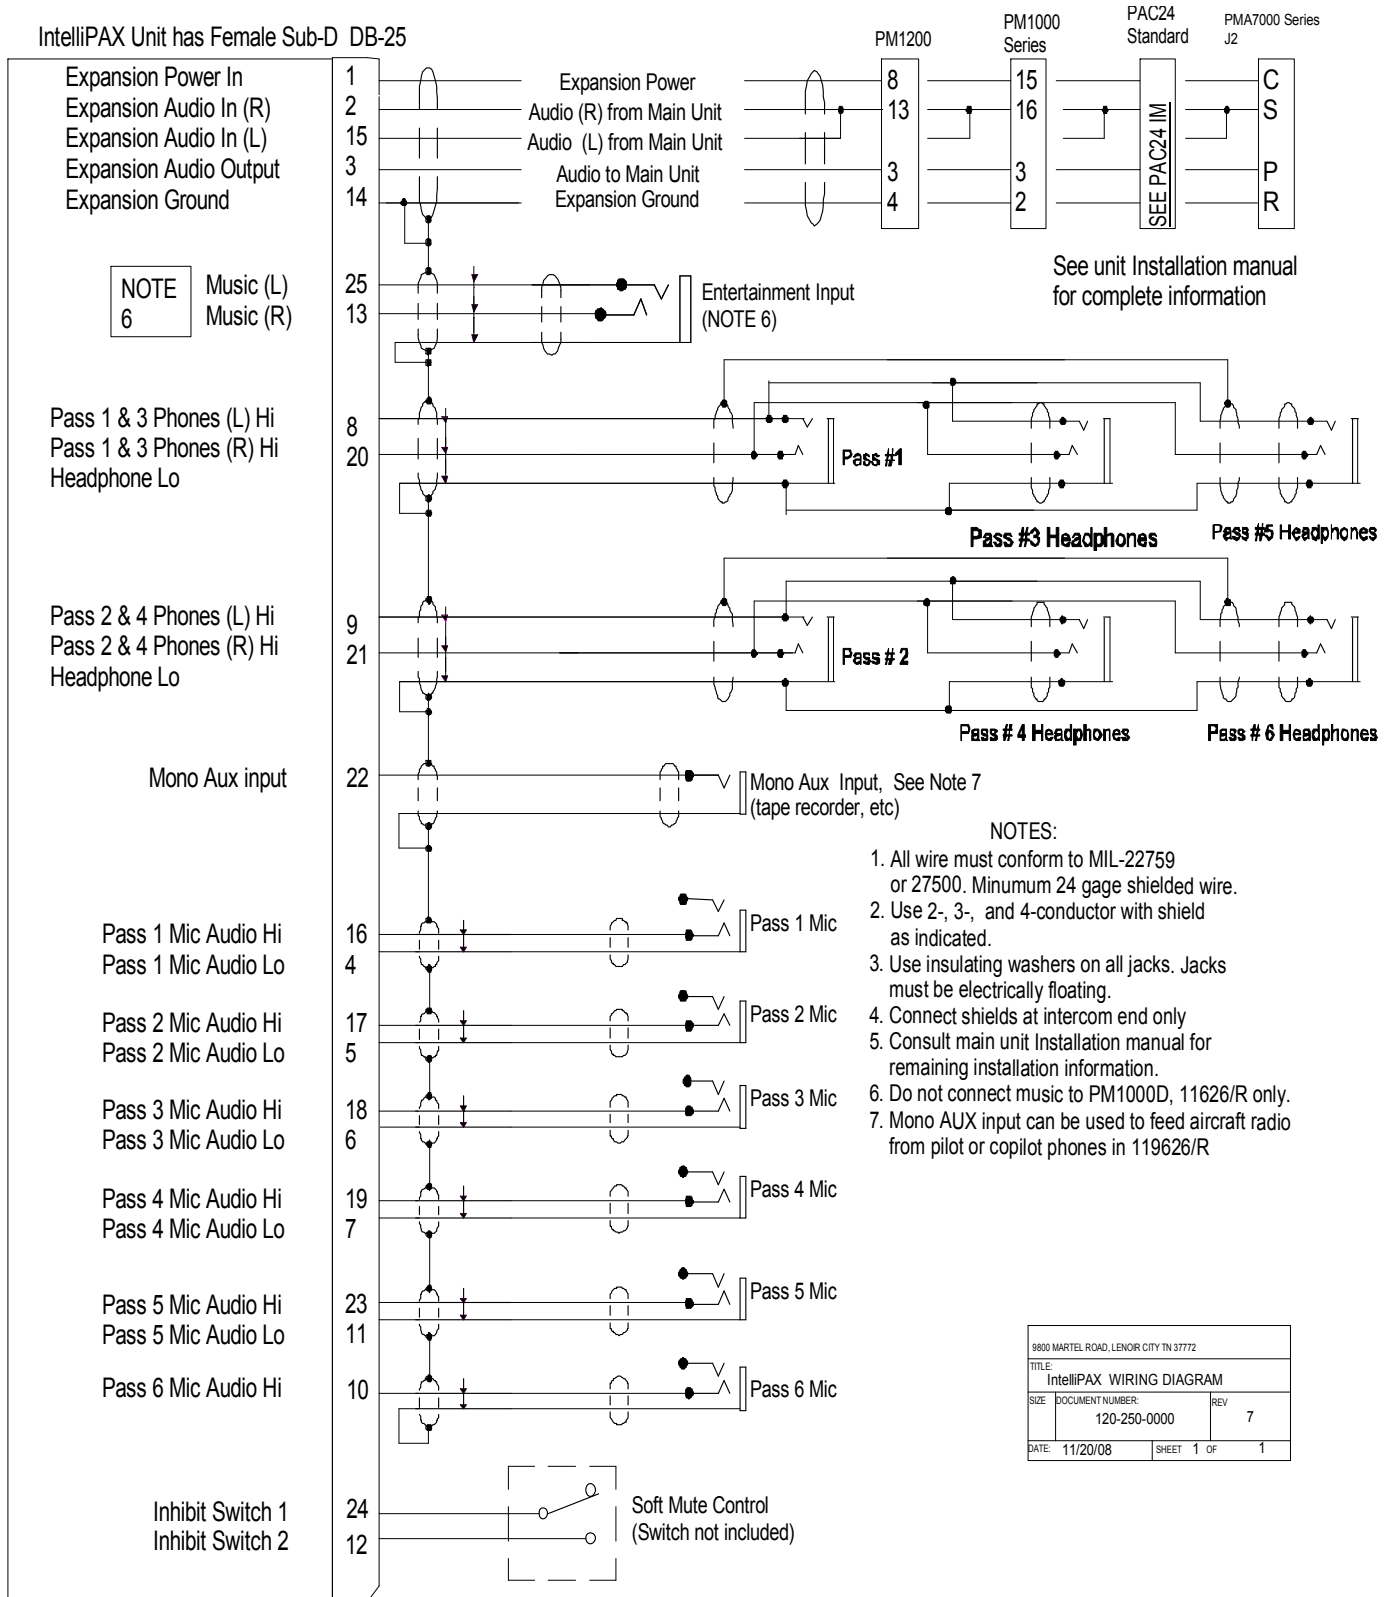 IntelliPAX Unit has Female Sub-D DB-25
PM1200
PM1000
Series
PAC24
Standard
PMA7000 Series
J2
Expansion Power In
1
Expansion Power
8
15
C
Expansion Audio In (R)
2
Audio (R) from Main Unit
13
16
S
Expansion Audio In (L)
15
Audio (L) from Main Unit
Expansion Audio Output
3
Audio to Main Unit
3
3
P
Expansion Ground
14
Expansion Ground
4
2
R
SEE PAC24 IM
See unit Installation manual
for complete information
NOTE
6
Music (L)
25
Music (R)
13
Entertainment Input
(NOTE 6)
Pass 1 & 3 Phones (L) Hi
8
Pass 1 & 3 Phones (R) Hi
20
Headphone Lo
Pass #1
Pass #3 Headphones
Pass #5 Headphones
Pass 2 & 4 Phones (L) Hi
9
Pass 2 & 4 Phones (R) Hi
21
Headphone Lo
Pass # 2
Pass # 4 Headphones
Pass # 6 Headphones
Mono Aux input
22
Mono Aux Input, See Note 7
(tape recorder, etc)
NOTES:
1. All wire must conform to MIL-22759
or 27500. Minumum 24 gage shielded wire.
2. Use 2-, 3-, and 4-conductor with shield
as indicated.
3. Use insulating washers on all jacks. Jacks
must be electrically floating.
4. Connect shields at intercom end only
5. Consult main unit Installation manual for
remaining installation information.
6. Do not connect music to PM1000D, 11626/R only.
7. Mono AUX input can be used to feed aircraft radio
from pilot or copilot phones in 119626/R
Pass 1 Mic Audio Hi
16
Pass 1 Mic Audio Lo
4
Pass 1 Mic
Pass 2 Mic Audio Hi
17
Pass 2 Mic Audio Lo
5
Pass 2 Mic
Pass 3 Mic Audio Hi
18
Pass 3 Mic Audio Lo
6
Pass 3 Mic
Pass 4 Mic Audio Hi
19
Pass 4 Mic Audio Lo
7
Pass 4 Mic
Pass 5 Mic Audio Hi
23
Pass 5 Mic Audio Lo
11
Pass 5 Mic
Pass 6 Mic Audio Hi
10
Pass 6 Mic
Inhibit Switch 1
24
Inhibit Switch 2
12
Soft Mute Control
(Switch not included)
9800 MARTEL ROAD, LENOIR CITY TN 37772
TITLE:
IntelliPAX WIRING DIAGRAM
SIZE
DOCUMENT NUMBER:
120-250-0000
REV
7
DATE: 11/20/08
SHEET 1 OF 1